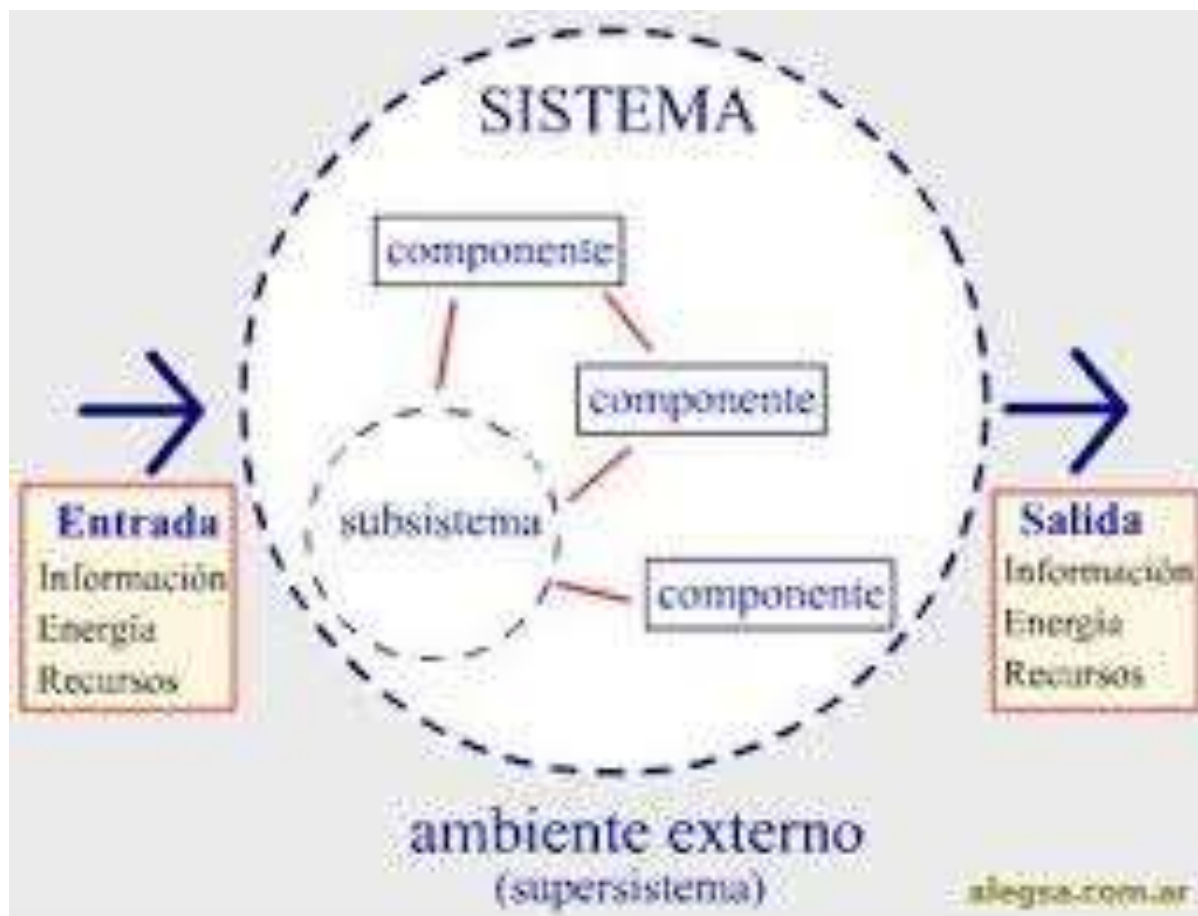 SISTEMA
componente
componente
subsistema
componente
Entrada
Información
Energía
Recursos
Salida
Información
Energía
Recursos
ambiente externo
(supersistema)
alegsa.com.ar